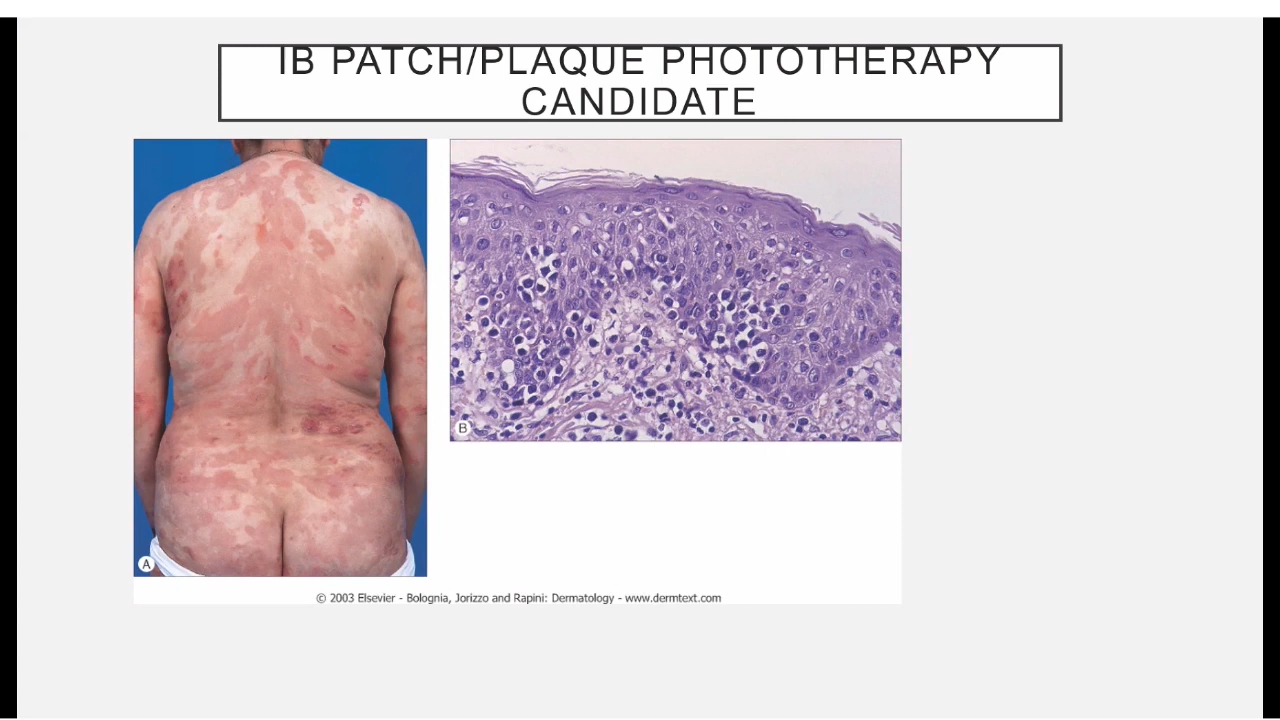 IB PATCH/PLAQUE PHOTOTHERAPY
CANDIDATE
A
B
© 2003 Elsevier - Bolognia, Jorizzo and Rapini: Dermatology - www.dermtext.com